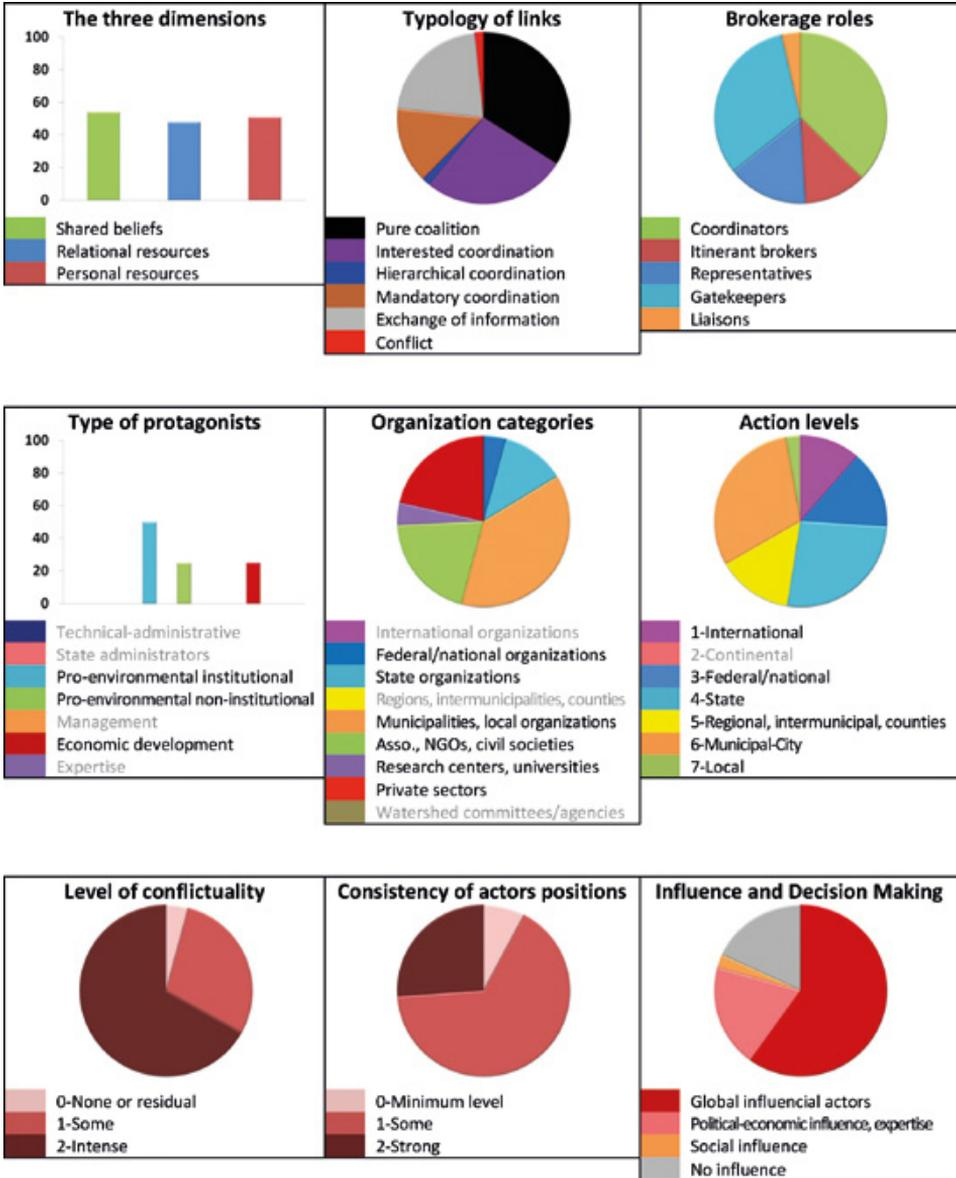 The three dimensions
100
80
60
40
20
0
Shared beliefs
Relational resources
Personal resources
Typology of links
Pure coalition
Interested coordination
Hierarchical coordination
Mandatory coordination
Exchange of information
Conflict
Brokerage roles
Coordinators
Itinerant brokers
Representatives
Gatekeepers
Liaisons
Type of protagonists
100
80
60
40
20
0
Technical-administrative
State administrators
Pro-environmental institutional
Pro-environmental non-institutional
Management
Economic development
Expertise
Organization categories
International organizations
Federal/national organizations
State organizations
Regions, intermunicipalities, counties
Municipalities, local organizations
Asso., NGOs, civil societies
Research centers, universities
Private sectors
Watershed committees/agencies
Action levels
1-International
2-Continental
3-Federal/national
4-State
5-Regional, intermunicipal, counties
6-Municipal-City
7-Local
Level of conflictuality
0-None or residual
1-Some
2-Intense
Consistency of actors positions
0-Minimum level
1-Some
2-Strong
Influence and Decision Making
Global influencial actors
Political-economic influence, expertise
Social influence
No influence